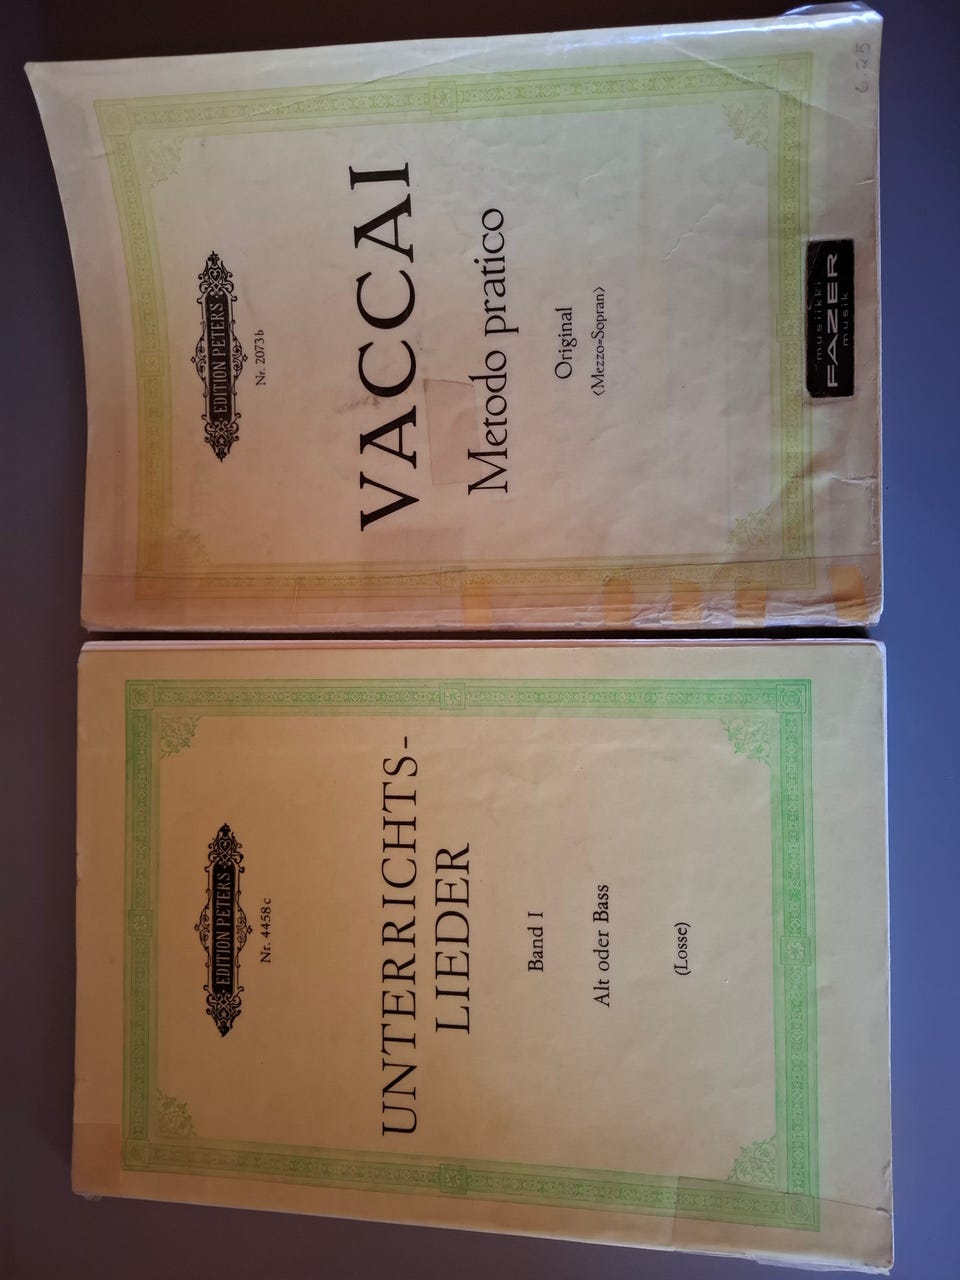 EDITION PETERS
Nr. 4458c
UNTERRICHTS-
LIEDER
Band I
Alt oder Bass
(Losse)
EDITION PETERS
Nr. 2073b
VACCAI
Metodo pratico
Original
‹Mezzo=Sopran›
musiikki
FAZER
musik
6.25